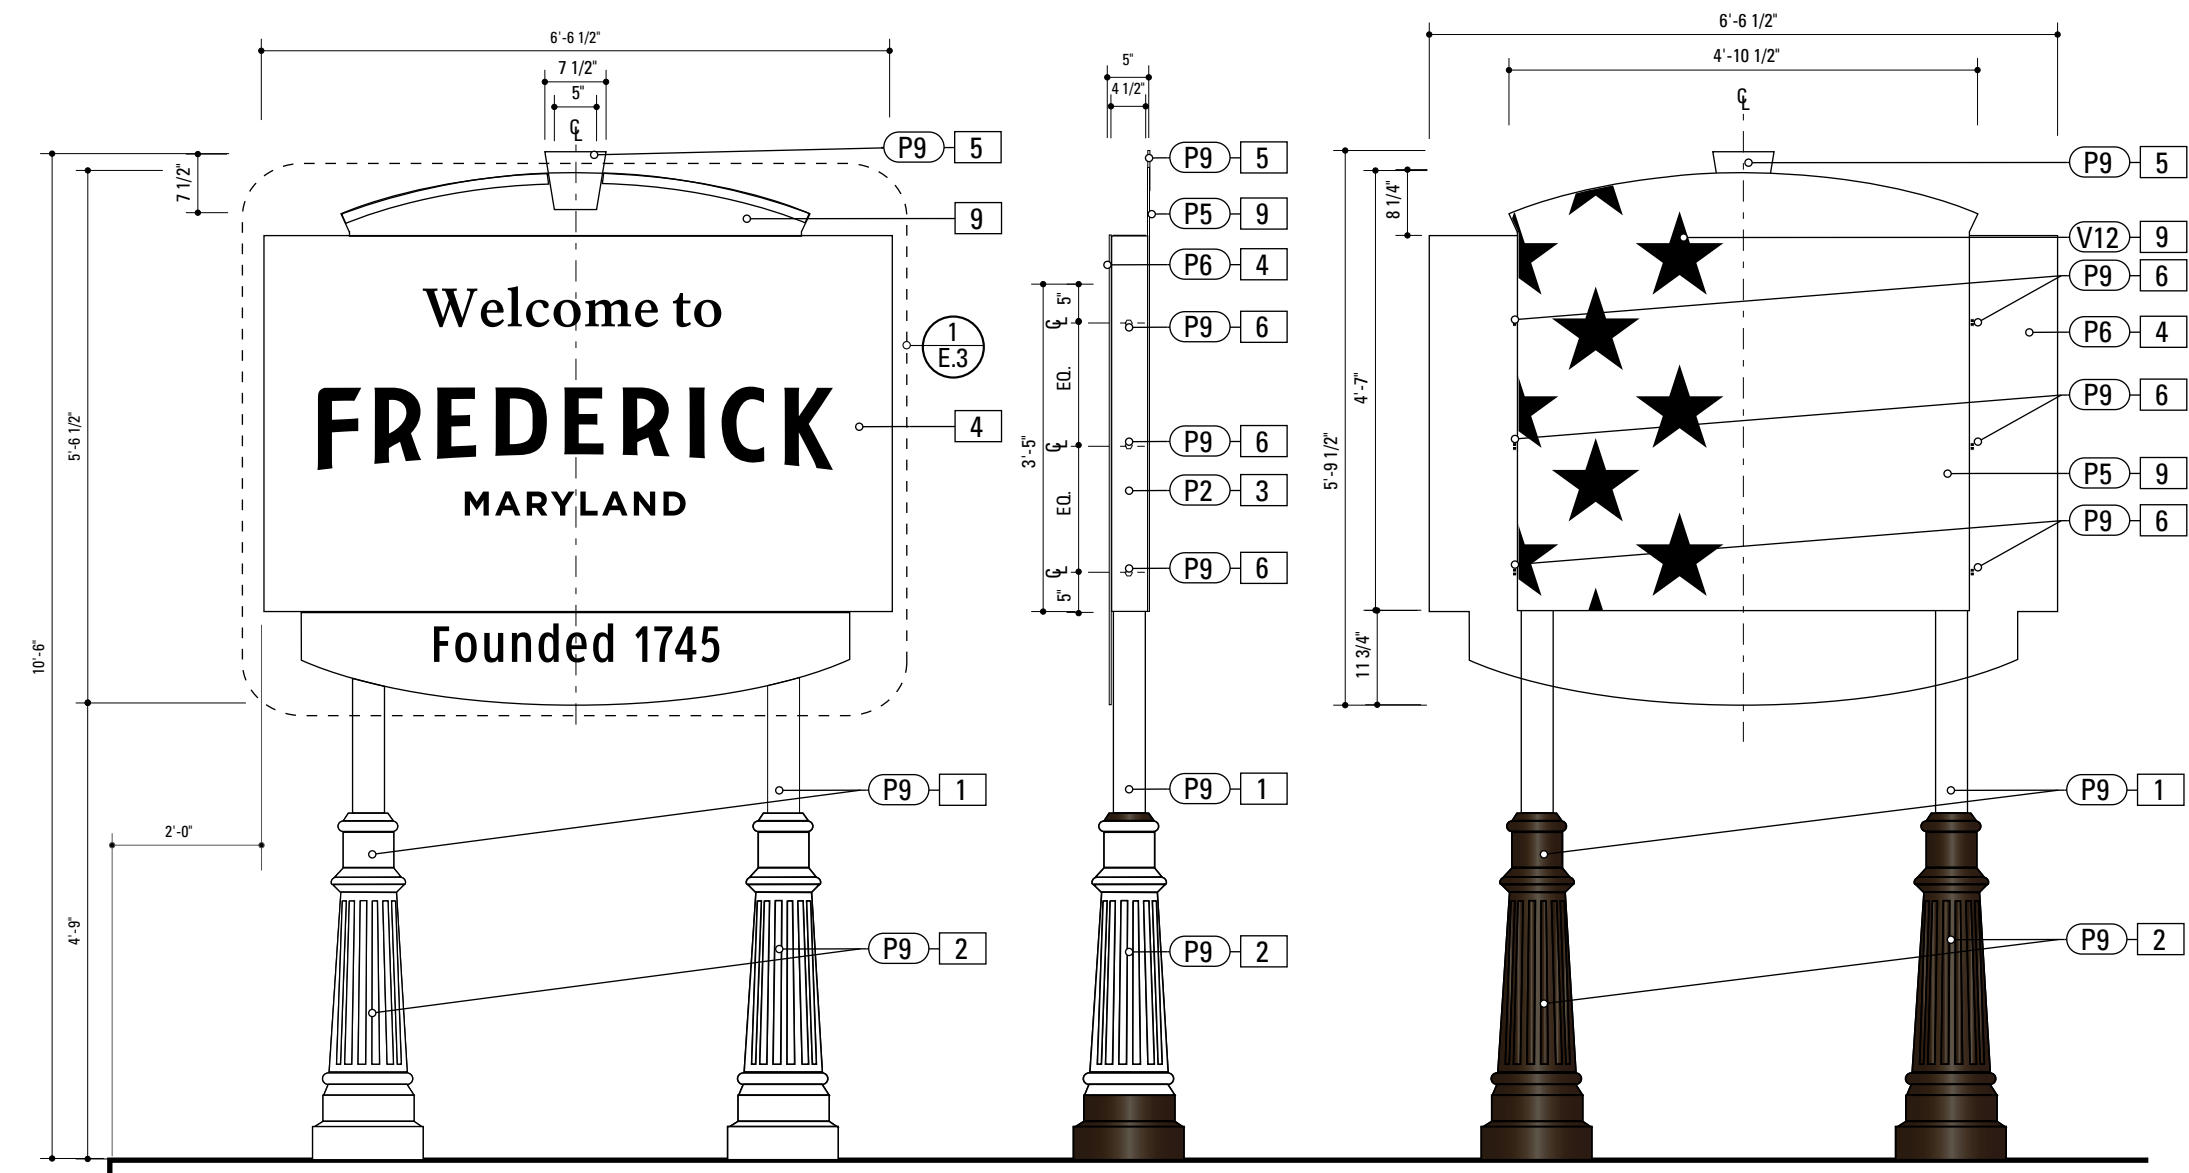 6'-6 1/2"
7 1/2"
5"
℄
P9 5
7 1/2"
9
Welcome to
FREDERICK
MARYLAND
Founded 1745
1
E.3
4
5'-6 1/2"
10'-6"
4'-9"
2'-0"
P9 1
P9 2
5"
4 1/2"
P9 5
P5 9
P6 4
5"
℄
P9 6
EQ.
3'-5"
℄
P9 6
EQ.
P2 3
℄
P9 6
5"
P9 1
P9 2
6'-6 1/2"
4'-10 1/2"
℄
P9 5
8 1/4"
V12 9
P9 6
P6 4
4'-7"
P9 6
5'-9 1/2"
P5 9
P9 6
11 3/4"
P9 1
P9 2